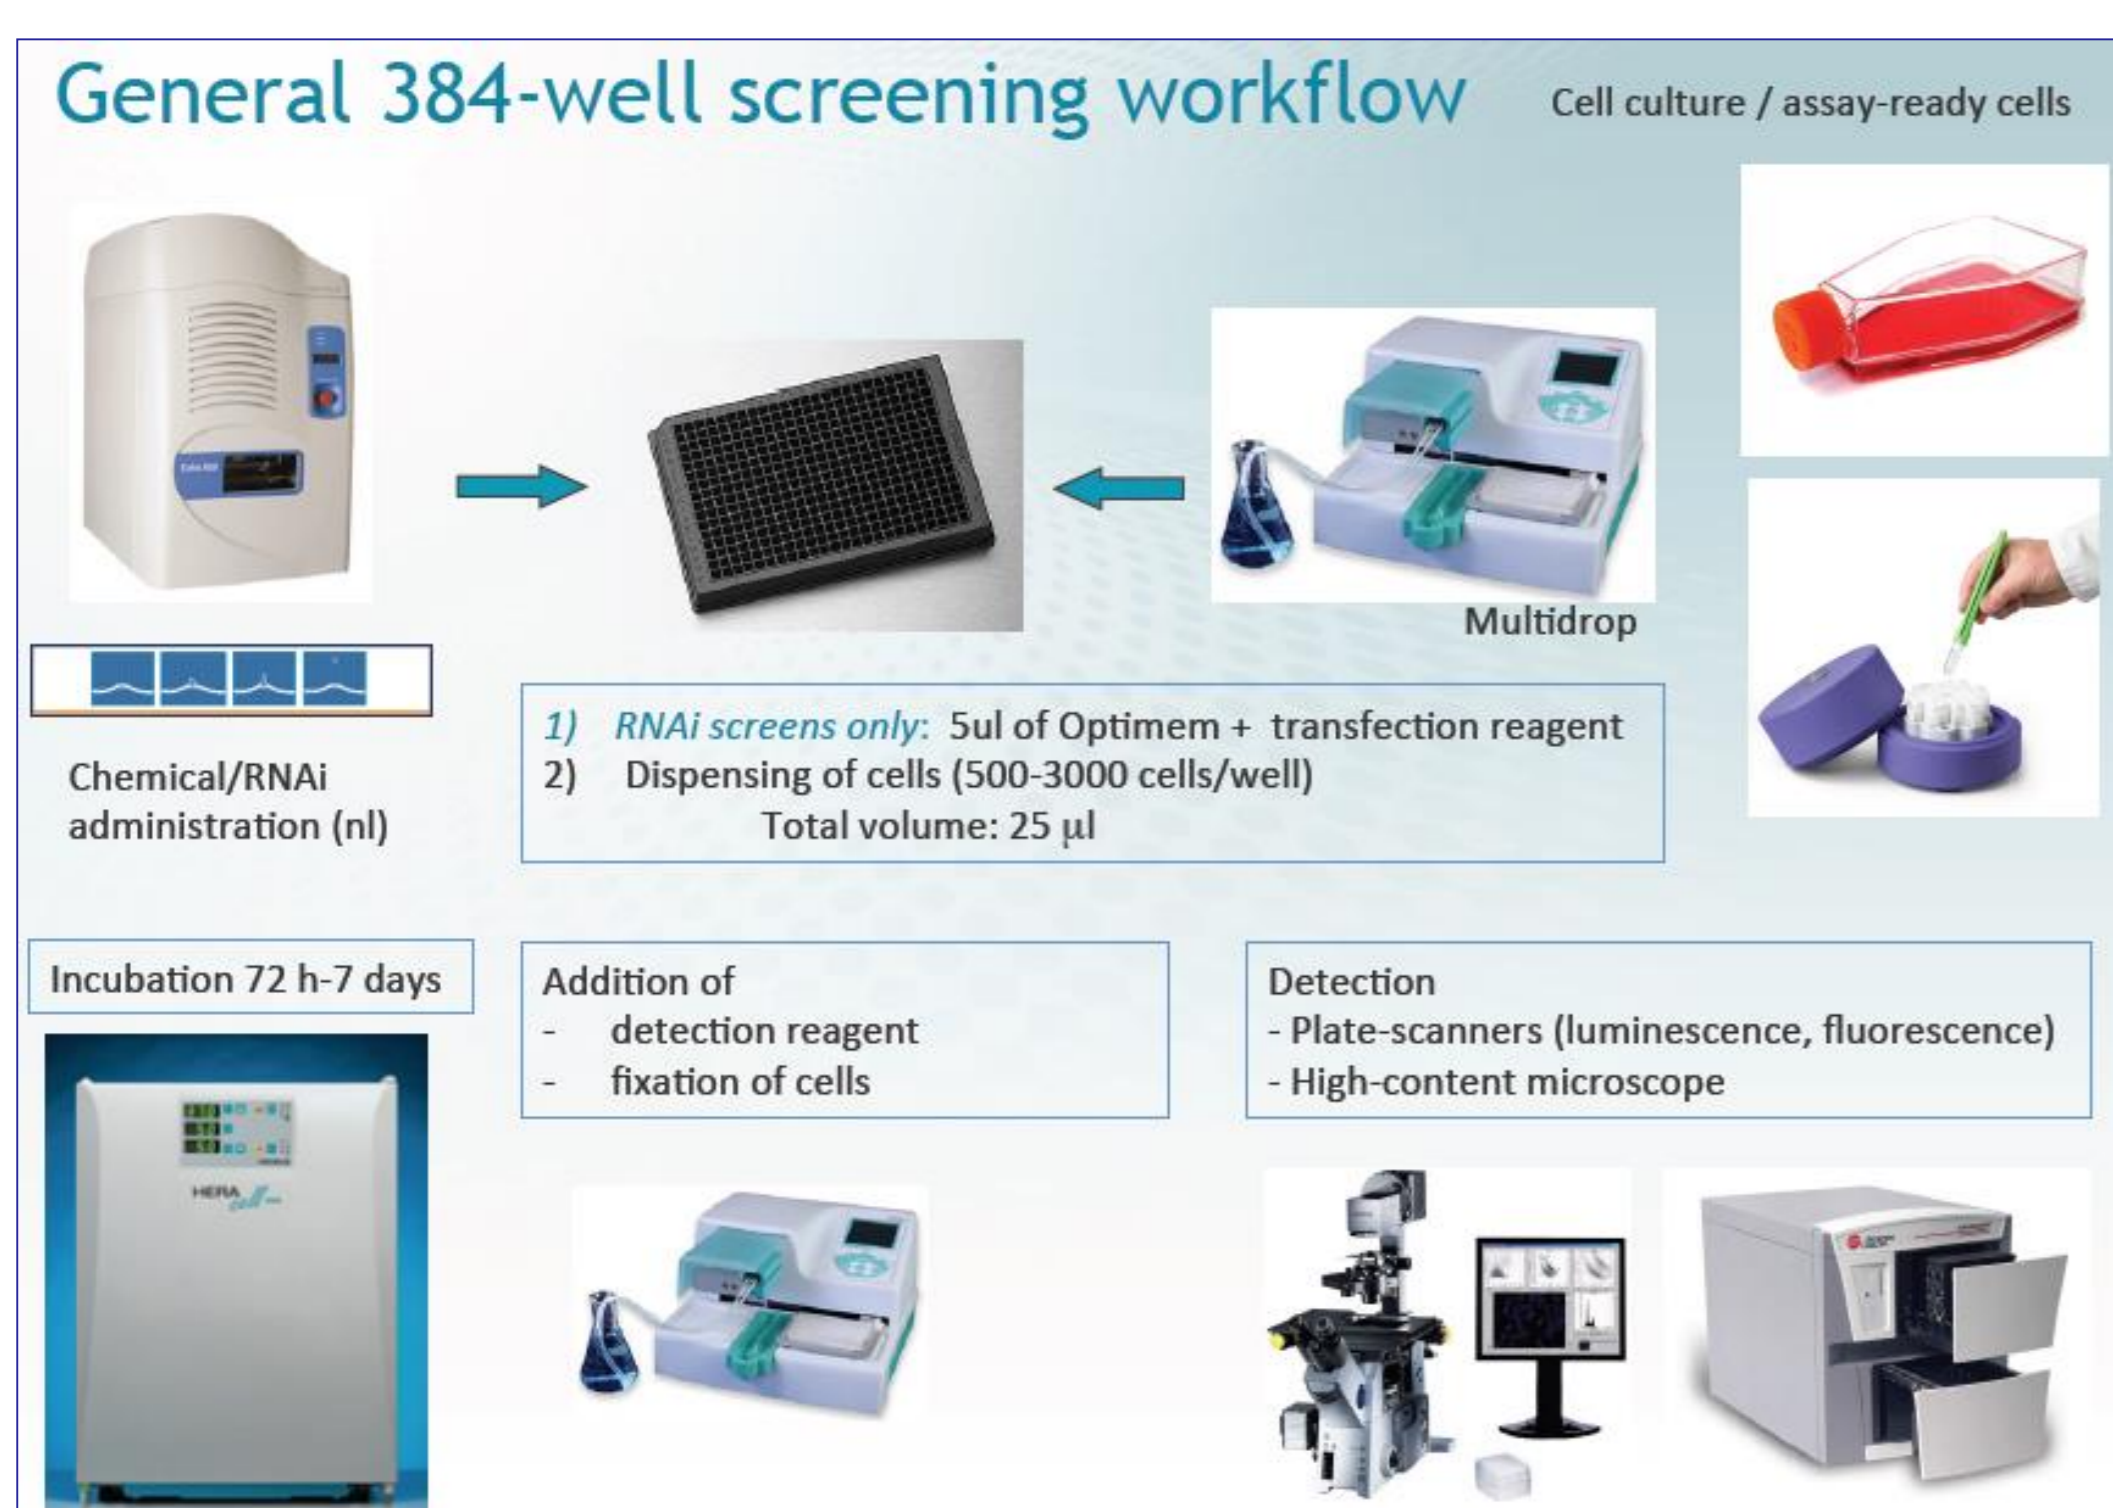 General 384-well screening workflow
Cell culture / assay-ready cells
Multidrop
1) RNAi screens only: 5ul of Optimem + transfection reagent
2) Dispensing of cells (500-3000 cells/well)
Total volume: 25 µl
Chemical/RNAi
administration (nl)
Incubation 72 h-7 days
Addition of
- detection reagent
- fixation of cells
Detection
- Plate-scanners (luminescence, fluorescence)
- High-content microscope
HERA
cell